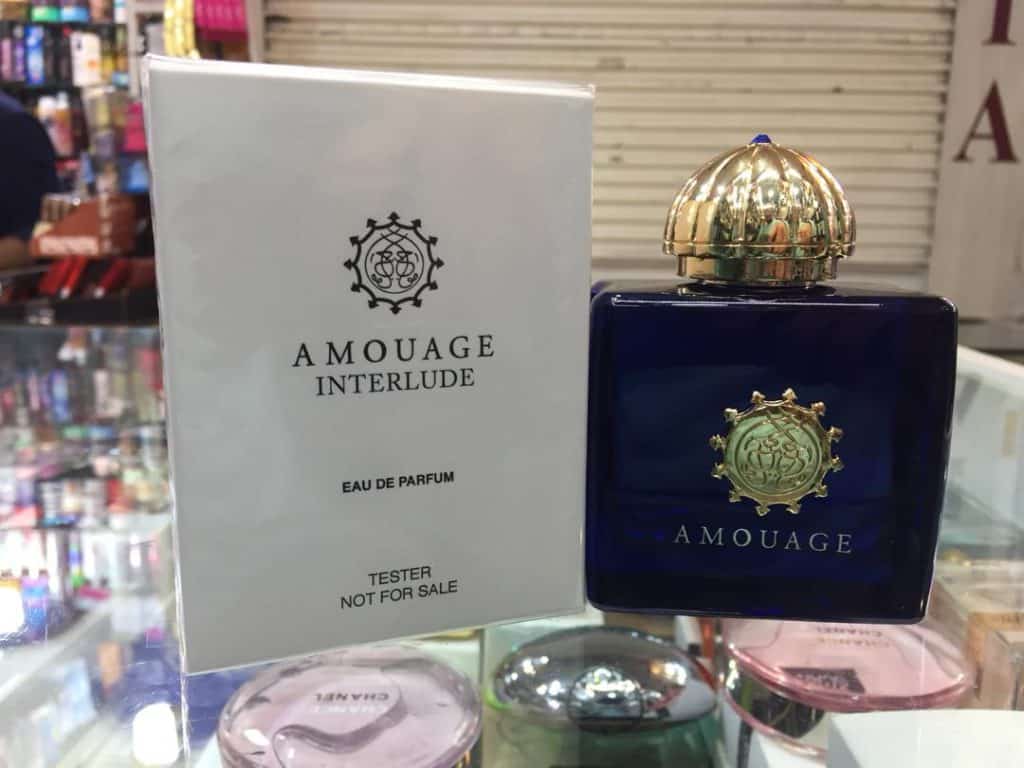 AMOUAGE
INTERLUDE
EAU DE PARFUM
TESTER
NOT FOR SALE
AMOUAGE
CHANEL
CHANEL